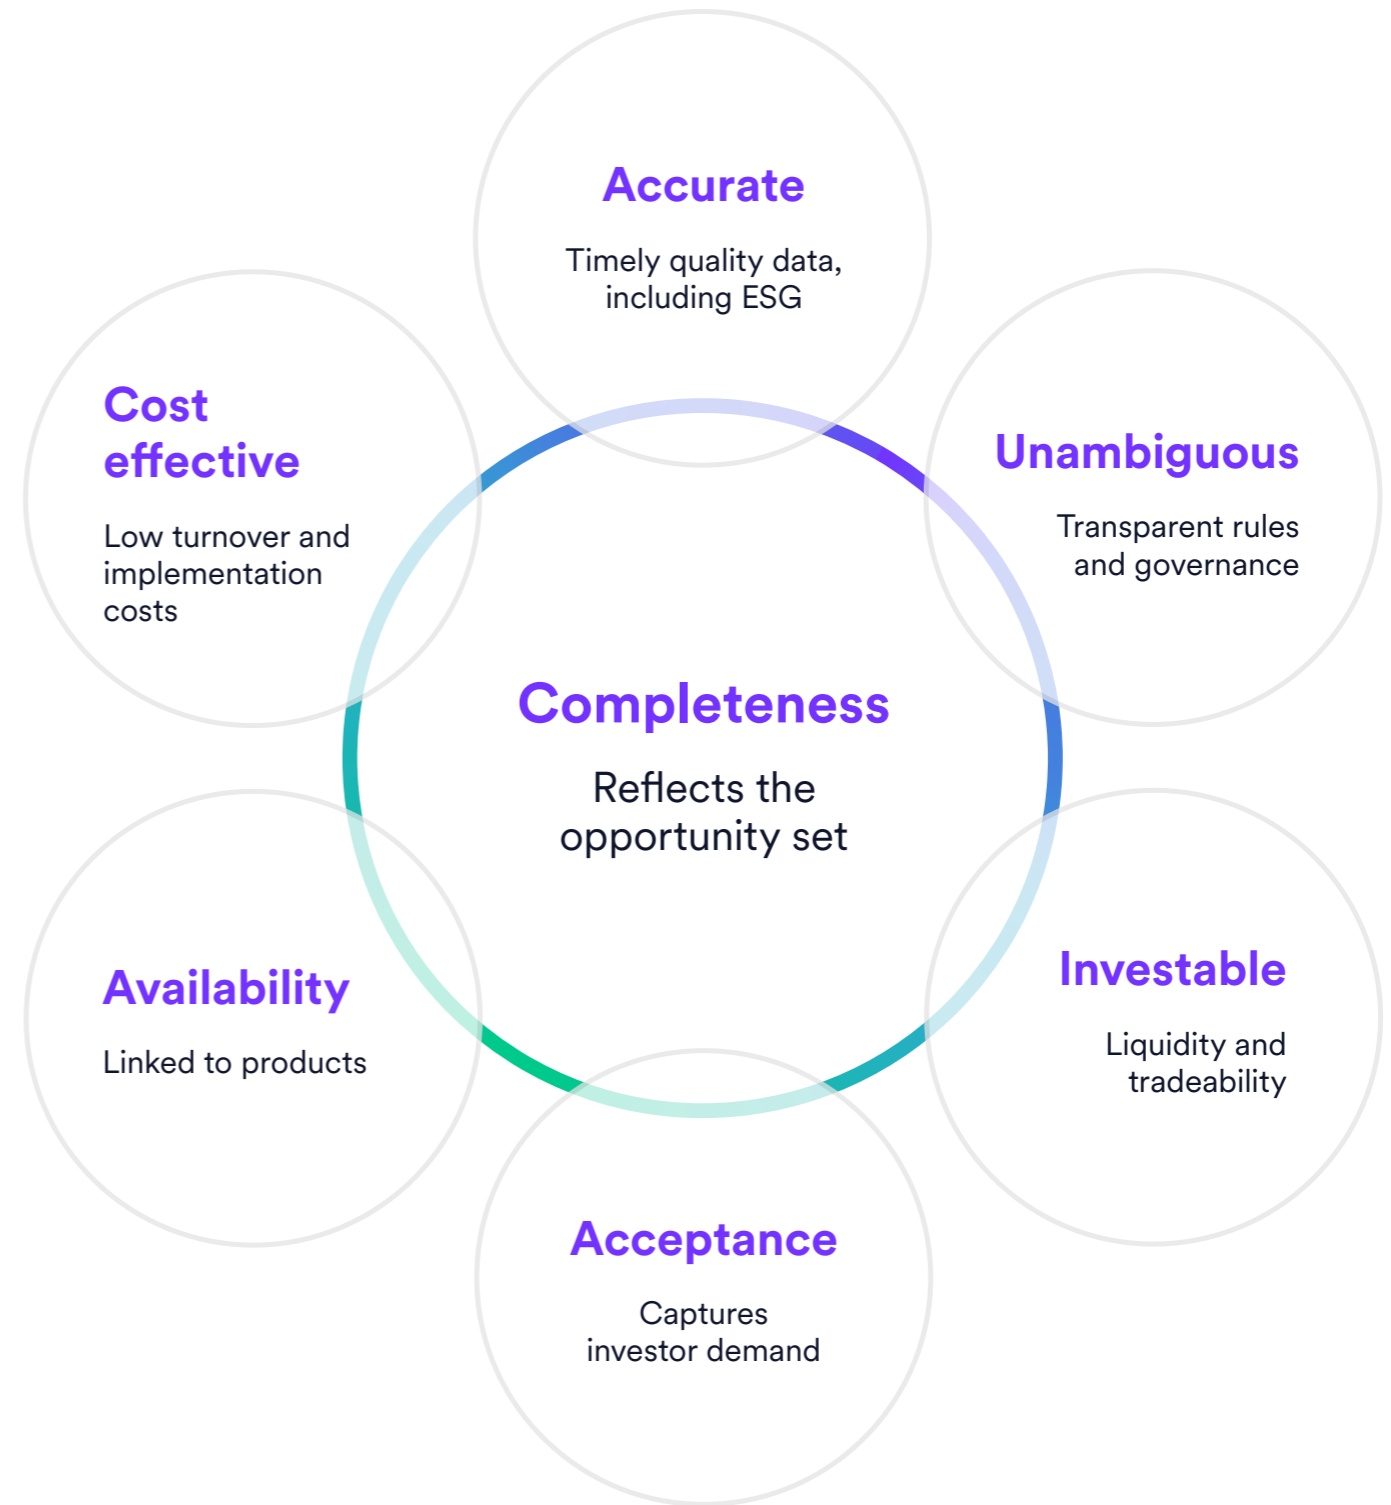 Accurate
Timely quality data,
including ESG
Cost
effective
Low turnover and
implementation
costs
Unambiguous
Transparent rules
and governance
Completeness
Reflects the
opportunity set
Availability
Linked to products
Investable
Liquidity and
tradeability
Acceptance
Captures
investor demand